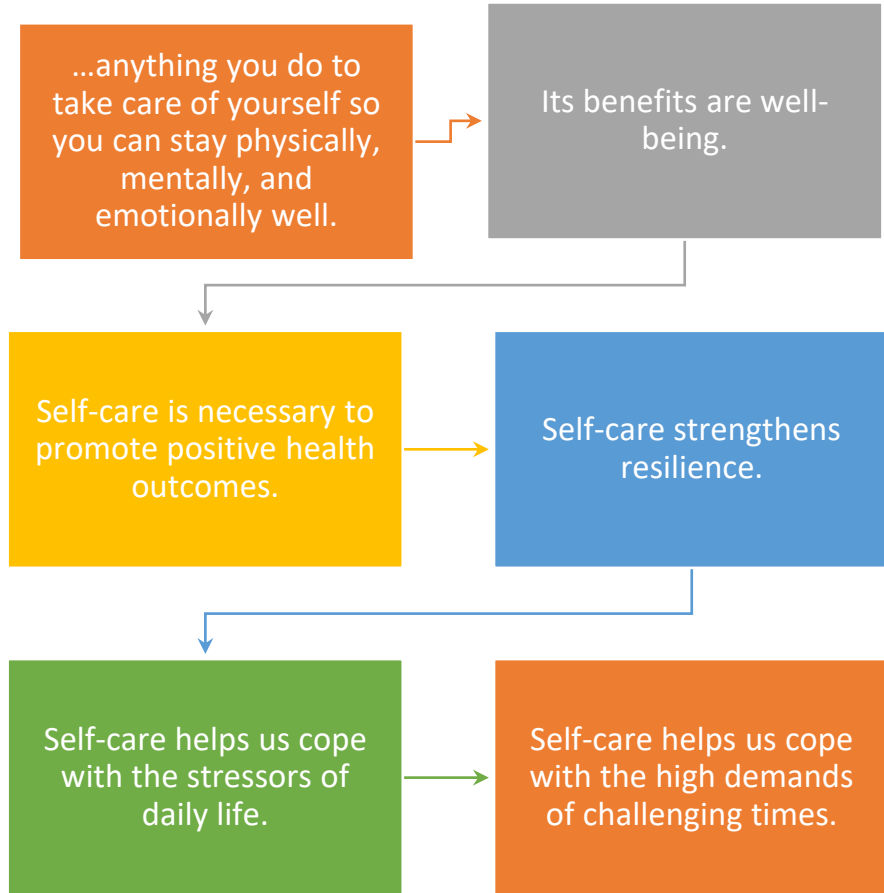 …anything you do to
take care of yourself so
you can stay physically,
mentally, and
emotionally well.
Its benefits are well-
being.
Self-care is necessary to
promote positive health
outcomes.
Self-care strengthens
resilience.
Self-care helps us cope
with the stressors of
daily life.
Self-care helps us cope
with the high demands
of challenging times.